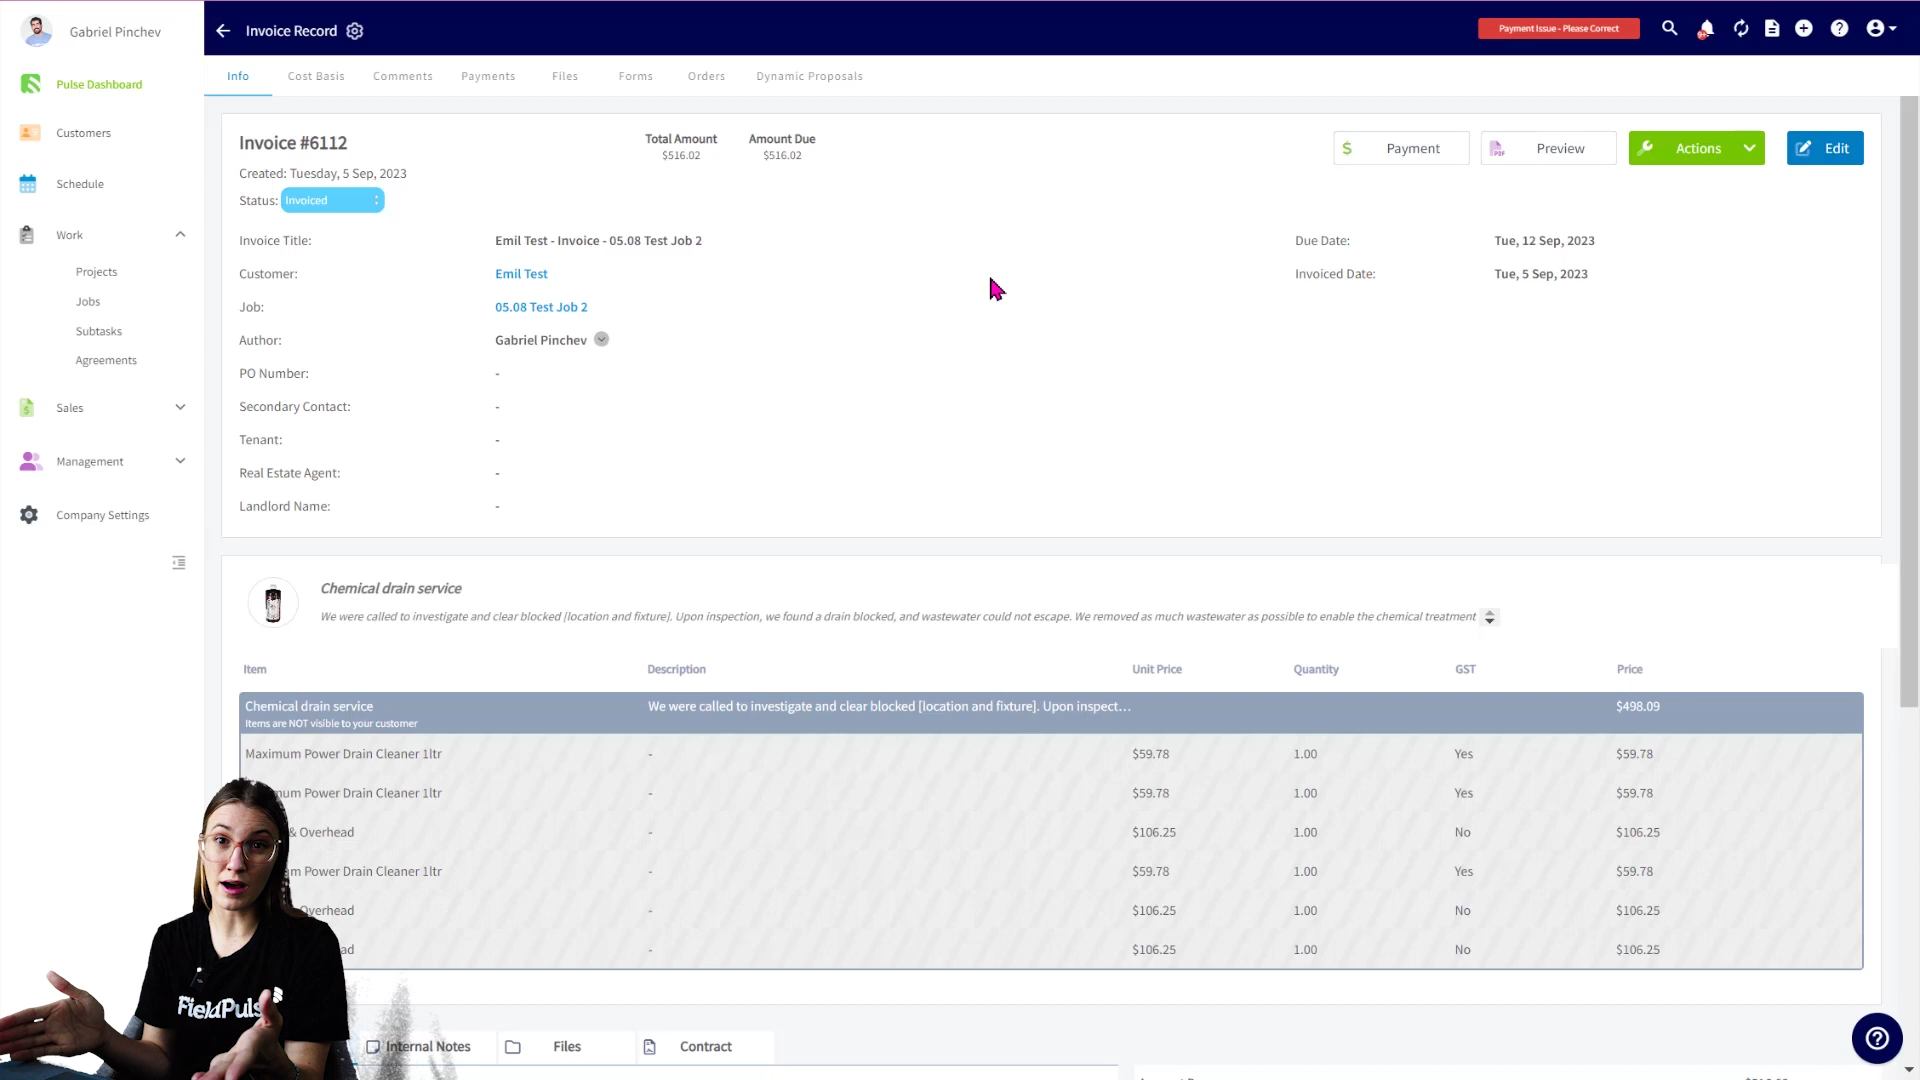 Gabriel Pinchev
Invoice Record
Payment Issue - Please Correct
9+
Pulse Dashboard
Customers
Schedule
Work
Projects
Jobs
Subtasks
Agreements
Sales
Management
Company Settings
Info
Cost Basis
Comments
Payments
Files
Forms
Orders
Dynamic Proposals
Invoice #6112
Total Amount
$516.02
Amount Due
$516.02
$ Payment
PDF Preview
Actions
Edit
Created: Tuesday, 5 Sep, 2023
Status: Invoiced
Invoice Title: Emil Test - Invoice - 05.08 Test Job 2
Due Date: Tue, 12 Sep, 2023
Customer: Emil Test
Invoiced Date: Tue, 5 Sep, 2023
Job: 05.08 Test Job 2
Author: Gabriel Pinchev
PO Number: -
Secondary Contact: -
Tenant: -
Real Estate Agent: -
Landlord Name: -
Chemical drain service
We were called to investigate and clear blocked [location and fixture]. Upon inspection, we found a drain blocked, and wastewater could not escape. We removed as much wastewater as possible to enable the chemical treatment
Item Description Unit Price Quantity GST Price
Chemical drain service We were called to investigate and clear blocked [location and fixture]. Upon inspect... $498.09
Items are NOT visible to your customer
Maximum Power Drain Cleaner 1ltr - $59.78 1.00 Yes $59.78
Power Drain Cleaner 1ltr - $59.78 1.00 Yes $59.78
& Overhead - $106.25 1.00 No $106.25
Power Drain Cleaner 1ltr - $59.78 1.00 Yes $59.78
Overhead - $106.25 1.00 No $106.25
- $106.25 1.00 No $106.25
FieldPuls
Internal Notes
Files
Contract